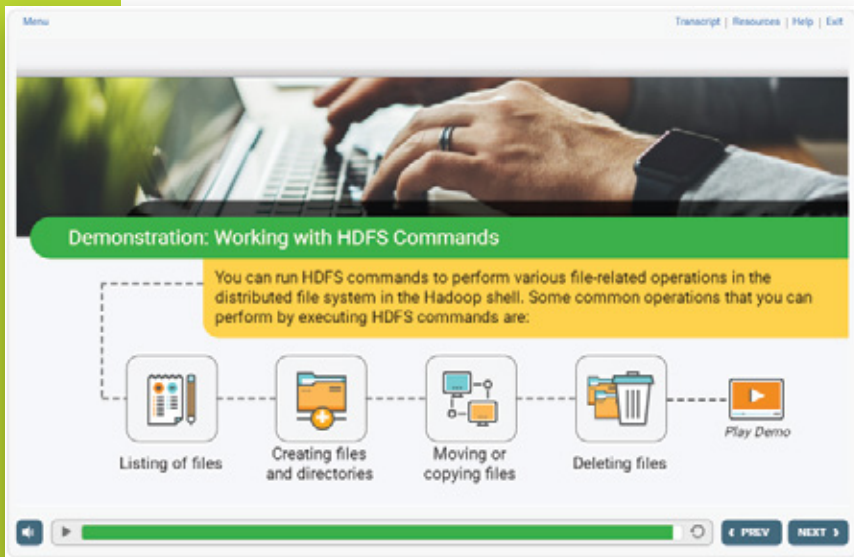 Menu
Transcript | Resources | Help | Exit
Demonstration: Working with HDFS Commands
You can run HDFS commands to perform various file-related operations in the
distributed file system in the Hadoop shell. Some common operations that you can
perform by executing HDFS commands are:
Listing of files
Creating files
and directories
Moving or
copying files
Deleting files
Play Demo
PREV
NEXT